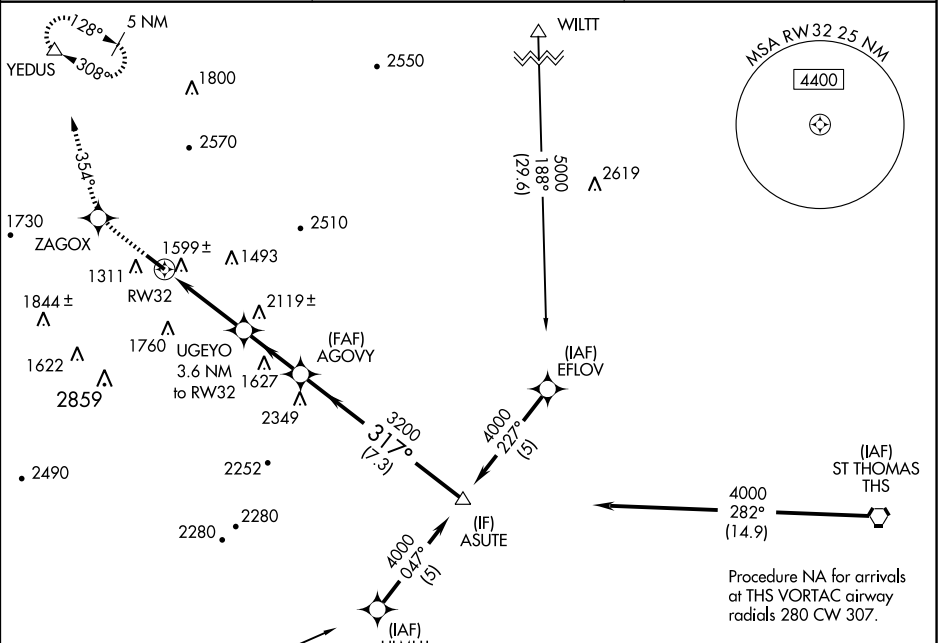 128°
5 NM
308°
YEDUS
WILTT
MSA RW32 25 NM
4400
2550
1800
2570
5000
188°
(29.6)
2619
354°
1730
ZAGOX
2510
1599±
1493
1311
RW32
1844±
2119±
1760
UGEYO
3.6 NM
to RW32
(FAF)
AGOVY
1622
1627
2859
2349
(IAF)
EFLOV
3200
317°
(7.3)
4000
227°
(5)
2490
2252
2280
2280
(IF)
ASUTE
4000
282°
(14.9)
(IAF)
ST THOMAS
THS
4000
047°
(5)
(IAF)
Procedure NA for arrivals
at THS VORTAC airway
radials 280 CW 307.